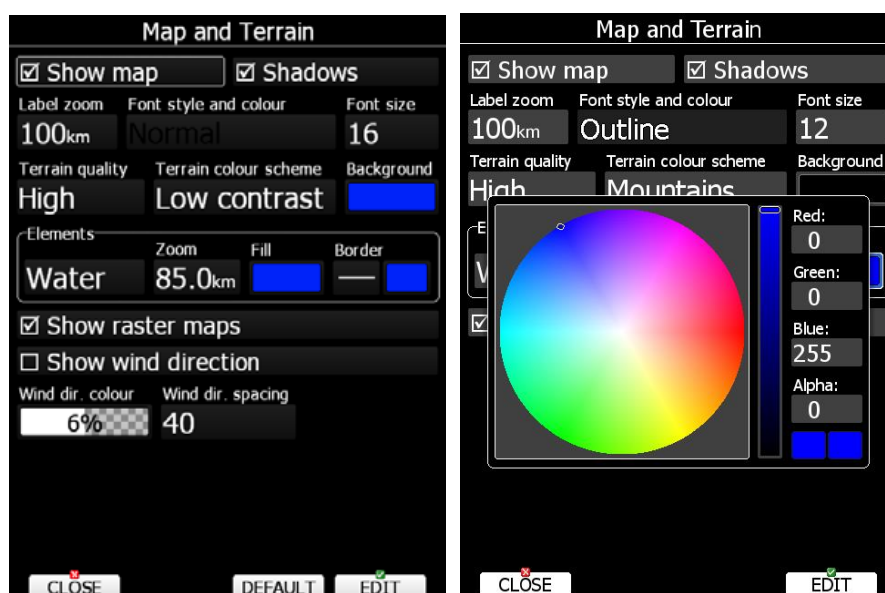 Map and Terrain
Show map Shadows
Label zoom Font style and colour Font size
100km Normal 16
Terrain quality Terrain colour scheme Background
High Low contrast
Elements
Zoom Fill Border
Water 85.0km
Show raster maps
Show wind direction
Wind dir. colour Wind dir. spacing
6% 40
CLOSE DEFAULT EDIT
Map and Terrain
Show map Shadows
Label zoom Font style and colour Font size
100km Outline 12
Terrain quality Terrain colour scheme Background
High Mountains
Red:
0
Green:
0
Blue:
255
Alpha:
0
CLOSE EDIT